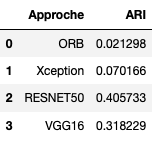 Approche ARI
0 ORB 0.021298
1 Xception 0.070166
2 RESNET50 0.405733
3 VGG16 0.318229